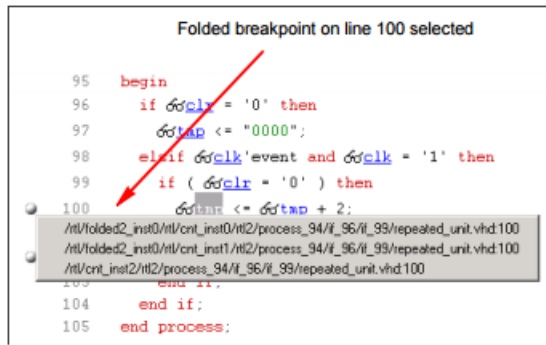 Folded breakpoint on line 100 selected
95 begin
96 if clr = '0' then
97 tmp <= "0000";
98 elsif clk'event and clk = '1' then
99 if ( clr = '0' ) then
100 tmp <= tmp + 2;
/rtl/folded2_inst0/rtl/cnt_inst0/rtl2/process_94/if_96/if_99/repeated_unit.vhd:100
/rtl/folded2_inst0/rtl/cnt_inst1/rtl2/process_94/if_96/if_99/repeated_unit.vhd:100
/rtl/cnt_inst2/rtl2/process_94/if_96/if_99/repeated_unit.vhd:100
103 end if;
104 end if;
105 end process;